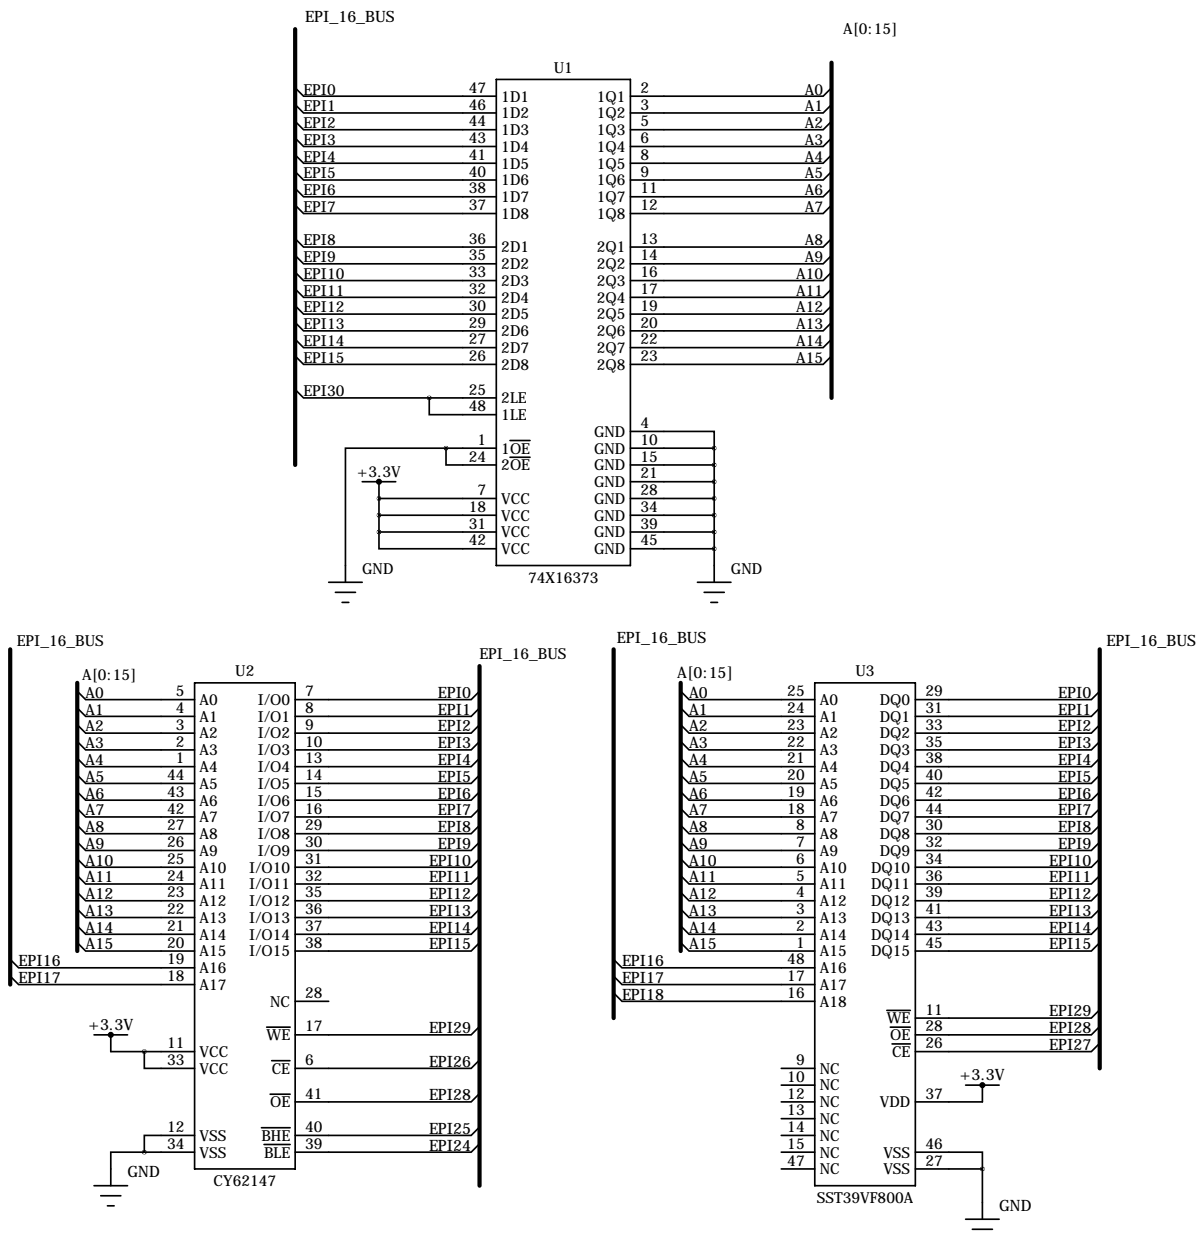 EPI_16_BUS
A[0:15]
U1
EPI0 47 1D1 1Q1 2 A0
EPI1 46 1D2 1Q2 3 A1
EPI2 44 1D3 1Q3 5 A2
EPI3 43 1D4 1Q4 6 A3
EPI4 41 1D5 1Q5 8 A4
EPI5 40 1D6 1Q6 9 A5
EPI6 38 1D7 1Q7 11 A6
EPI7 37 1D8 1Q8 12 A7
EPI8 36 2D1 2Q1 13 A8
EPI9 35 2D2 2Q2 14 A9
EPI10 33 2D3 2Q3 16 A10
EPI11 32 2D4 2Q4 17 A11
EPI12 30 2D5 2Q5 19 A12
EPI13 29 2D6 2Q6 20 A13
EPI14 27 2D7 2Q7 22 A14
EPI15 26 2D8 2Q8 23 A15
EPI30 25 2LE
48 1LE
GND 4
1 1OE GND 10
24 2OE GND 15
+3.3V
GND 21
7 VCC GND 28
18 VCC GND 34
31 VCC GND 39
42 VCC GND 45
GND
GND
74X16373
EPI_16_BUS
EPI_16_BUS
A[0:15]
U2
A0 5 A0 I/O0 7 EPI0
A1 4 A1 I/O1 8 EPI1
A2 3 A2 I/O2 9 EPI2
A3 2 A3 I/O3 10 EPI3
A4 1 A4 I/O4 13 EPI4
A5 44 A5 I/O5 14 EPI5
A6 43 A6 I/O6 15 EPI6
A7 42 A7 I/O7 16 EPI7
A8 27 A8 I/O8 29 EPI8
A9 26 A9 I/O9 30 EPI9
A10 25 A10 I/O10 31 EPI10
A11 24 A11 I/O11 32 EPI11
A12 23 A12 I/O12 35 EPI12
A13 22 A13 I/O13 36 EPI13
A14 21 A14 I/O14 37 EPI14
A15 20 A15 I/O15 38 EPI15
EPI16 19 A16
EPI17 18 A17
NC 28
+3.3V
WE 17 EPI29
11 VCC
33 VCC
CE 6 EPI26
OE 41 EPI28
12 VSS BHE 40 EPI25
34 VSS BLE 39 EPI24
GND
CY62147
EPI_16_BUS
EPI_16_BUS
A[0:15]
U3
A0 25 A0 DQ0 29 EPI0
A1 24 A1 DQ1 31 EPI1
A2 23 A2 DQ2 33 EPI2
A3 22 A3 DQ3 35 EPI3
A4 21 A4 DQ4 38 EPI4
A5 20 A5 DQ5 40 EPI5
A6 19 A6 DQ6 42 EPI6
A7 18 A7 DQ7 44 EPI7
A8 8 A8 DQ8 30 EPI8
A9 7 A9 DQ9 32 EPI9
A10 6 A10 DQ10 34 EPI10
A11 5 A11 DQ11 36 EPI11
A12 4 A12 DQ12 39 EPI12
A13 3 A13 DQ13 41 EPI13
A14 2 A14 DQ14 43 EPI14
A15 1 A15 DQ15 45 EPI15
EPI16 48 A16
EPI17 17 A17
EPI18 16 A18
WE 11 EPI29
OE 28 EPI28
CE 26 EPI27
9 NC
10 NC
+3.3V
12 NC VDD 37
13 NC
14 NC
15 NC VSS 46
47 NC VSS 27
GND
SST39VF800A